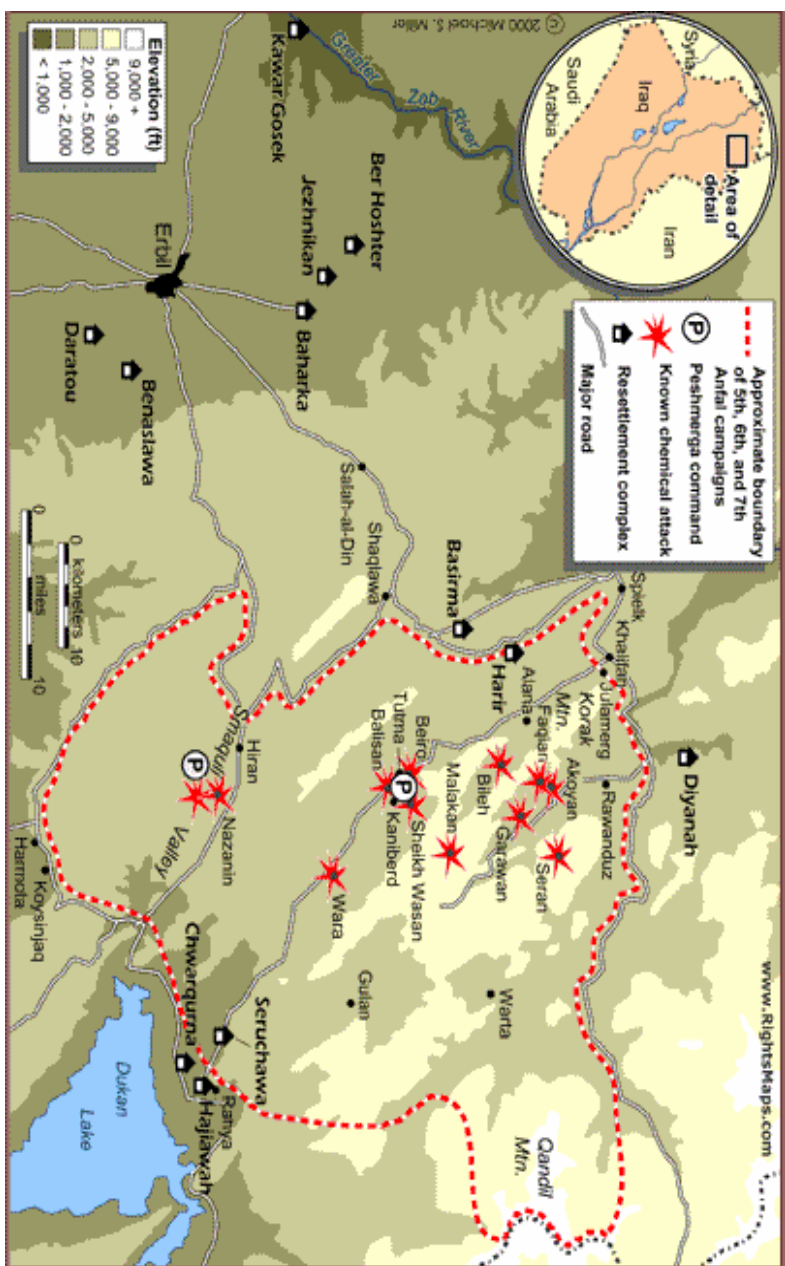 © 2000 Michael S. Miller
www.RightsMaps.com
Syria
Iraq
Iran
Saudi
Arabia
Area of
detail
Approximate boundary
of 5th, 6th, and 7th
Anfal campaigns
Peshmerga command
P
Known chemical attack
Resettlement complex
Major road
Greater Zab River
Kawar Gosek
Elevation (ft)
9,000 +
5,000 - 9,000
2,000 - 5,000
1,000 - 2,000
< 1,000
Ber Hoshter
Jezhnikan
Baharka
Erbil
Daratou
Benaslawa
Salah-al-Din
Shaqlawa
Basirma
Harir
Spielk
Khalifan
Julamerg
Korak
Mtn.
Alana
Faqian
Akoyan
Rawanduz
Diyanah
Bileh
Garawan
Seran
Malakan
Beiro
Tutma
Balisan
P
Sheikh Wasan
Kaniberd
Wara
Hiran
Smaquli Valley
P
Nazanin
Warta
Gulan
Seruchawa
Chwarqurna
Hajiawah
Ranya
Qandil
Mtn.
Koysinjaq
Harmota
Dukan
Lake
0 kilometers 10
0 miles 10